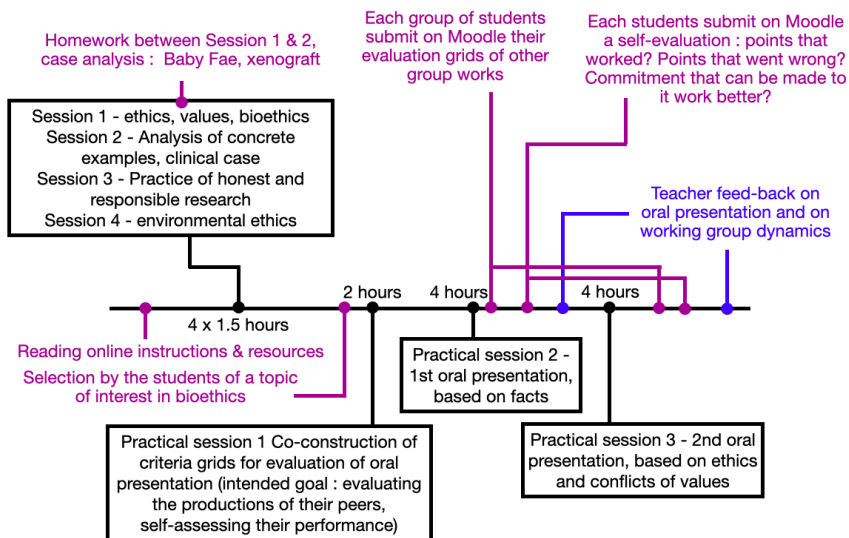 Homework between Session 1 & 2,
case analysis :  Baby Fae, xenograft
Each group of students
submit on Moodle their
evaluation grids of other
group works
Each students submit on Moodle
a self-evaluation : points that
worked? Points that went wrong?
Commitment that can be made to
it work better?
Session 1 - ethics, values, bioethics
Session 2 - Analysis of concrete
examples, clinical case
Session 3 - Practice of honest and
responsible research
Session 4 - environmental ethics
Teacher feed-back on
oral presentation and on
working group dynamics
2 hours
4 hours
4 hours
4 x 1.5 hours
Reading online instructions & resources
Selection by the students of a topic
of interest in bioethics
Practical session 2 -
1st oral presentation,
based on facts
Practical session 1 Co-construction of
criteria grids for evaluation of oral
presentation (intended goal : evaluating
the productions of their peers,
self-assessing their performance)
Practical session 3 - 2nd oral
presentation, based on ethics
and conflicts of values